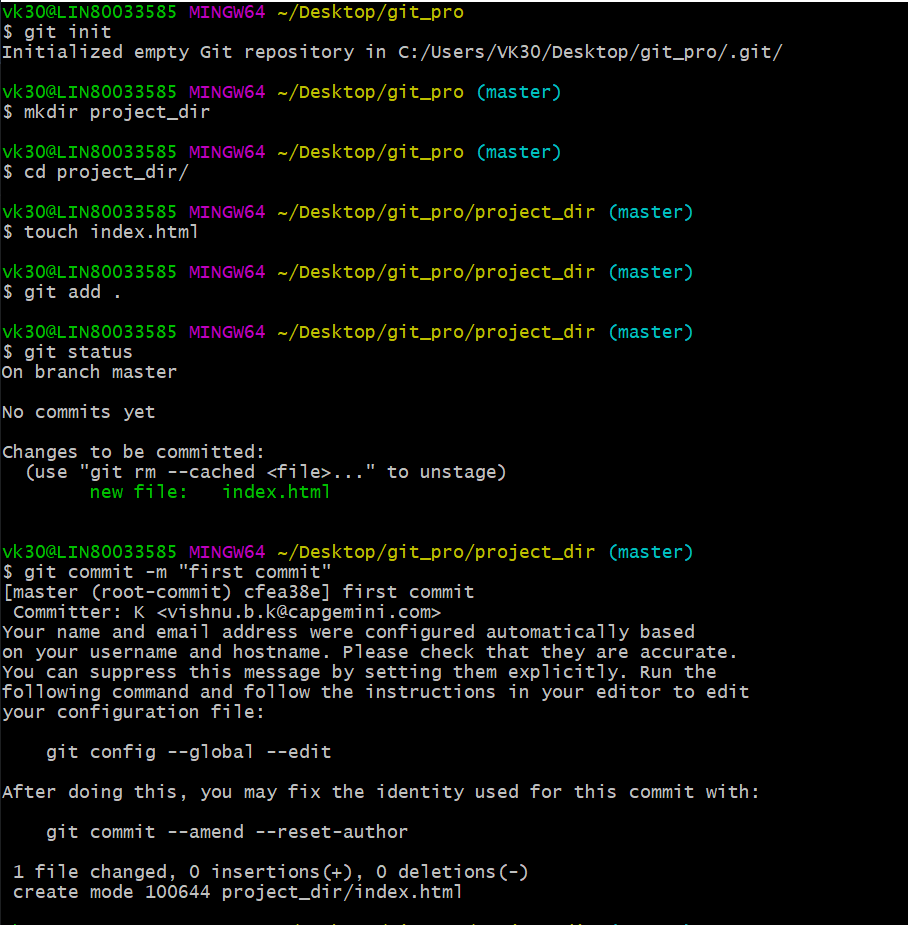 vk30@LIN80033585 MINGW64 ~/Desktop/git_pro
$ git init
Initialized empty Git repository in C:/Users/VK30/Desktop/git_pro/.git/
vk30@LIN80033585 MINGW64 ~/Desktop/git_pro (master)
$ mkdir project_dir
vk30@LIN80033585 MINGW64 ~/Desktop/git_pro (master)
$ cd project_dir/
vk30@LIN80033585 MINGW64 ~/Desktop/git_pro/project_dir (master)
$ touch index.html
vk30@LIN80033585 MINGW64 ~/Desktop/git_pro/project_dir (master)
$ git add .
vk30@LIN80033585 MINGW64 ~/Desktop/git_pro/project_dir (master)
$ git status
On branch master
No commits yet
Changes to be committed:
  (use "git rm --cached <file>..." to unstage)
        new file:   index.html
vk30@LIN80033585 MINGW64 ~/Desktop/git_pro/project_dir (master)
$ git commit -m "first commit"
[master (root-commit) cfea38e] first commit
 Committer: K <vishnu.b.k@capgemini.com>
Your name and email address were configured automatically based
on your username and hostname. Please check that they are accurate.
You can suppress this message by setting them explicitly. Run the
following command and follow the instructions in your editor to edit
your configuration file:
    git config --global --edit
After doing this, you may fix the identity used for this commit with:
    git commit --amend --reset-author
 1 file changed, 0 insertions(+), 0 deletions(-)
 create mode 100644 project_dir/index.html